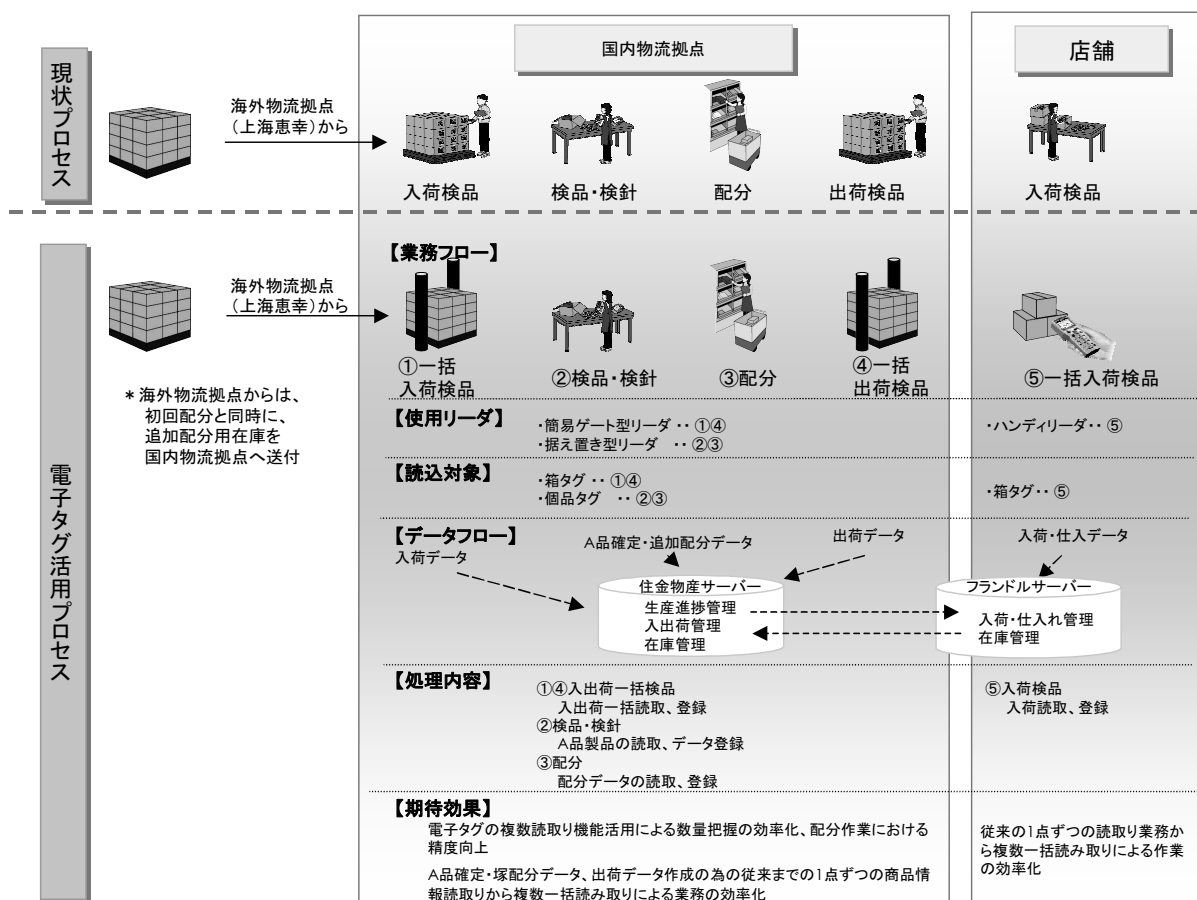 国内物流拠点
店舗
現状プロセス
海外物流拠点
（上海恵幸）から
入荷検品
検品・検針
配分
出荷検品
入荷検品
電子タグ活用プロセス
【業務フロー】
海外物流拠点
（上海恵幸）から
①一括
入荷検品
②検品・検針
③配分
④一括
出荷検品
⑤一括入荷検品
＊海外物流拠点からは、
初回配分と同時に、
追加配分用在庫を
国内物流拠点へ送付
【使用リーダ】
・簡易ゲート型リーダ・・①④
・据え置き型リーダ ・・②③
・ハンディリーダ・・⑤
【読込対象】
・箱タグ・・①④
・個品タグ ・・②③
・箱タグ・・⑤
【データフロー】
入荷データ
A品確定・追加配分データ
出荷データ
入荷・仕入データ
住金物産サーバー
生産進捗管理
入出荷管理
在庫管理
フランドルサーバー
入荷・仕入れ管理
在庫管理
【処理内容】
①④入出荷一括検品
入出荷一括読取、登録
②検品・検針
A品製品の読取、データ登録
③配分
配分データの読取、登録
⑤入荷検品
入荷読取、登録
【期待効果】
電子タグの複数読取り機能活用による数量把握の効率化、配分作業における
精度向上
A品確定・塚配分データ、出荷データ作成の為の従来までの1点ずつの商品情
報読取りから複数一括読み取りによる業務の効率化
従来の1点ずつの読取り業務か
ら複数一括読み取りによる作業
の効率化